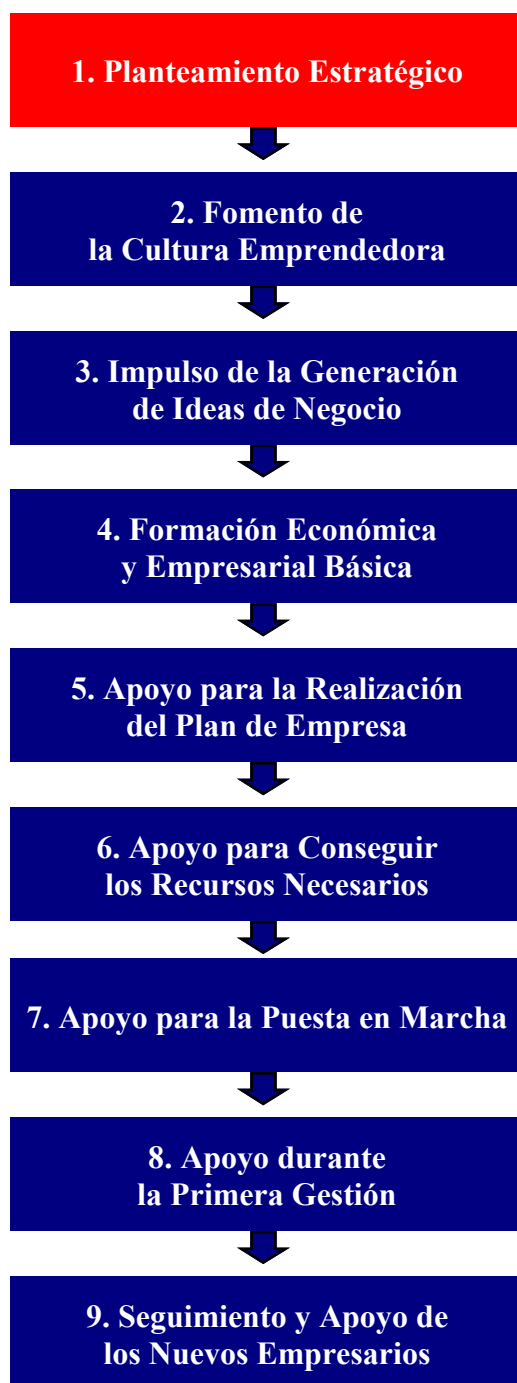 1. Planteamiento Estratégico
2. Fomento de
la Cultura Emprendedora
3. Impulso de la Generación
de Ideas de Negocio
4. Formación Económica
y Empresarial Básica
5. Apoyo para la Realización
del Plan de Empresa
6. Apoyo para Conseguir
los Recursos Necesarios
7. Apoyo para la Puesta en Marcha
8. Apoyo durante
la Primera Gestión
9. Seguimiento y Apoyo de
los Nuevos Empresarios